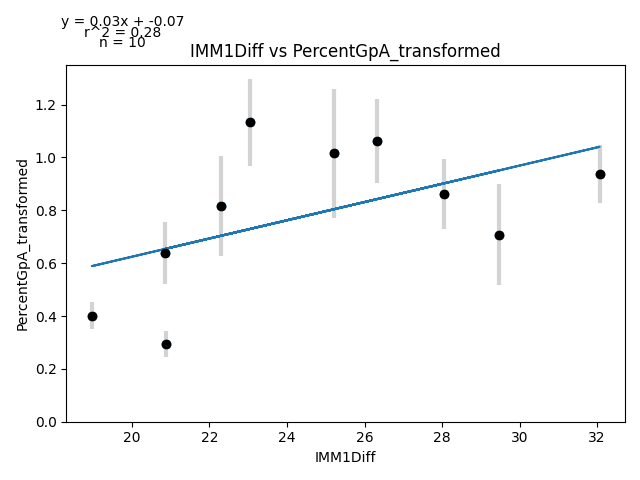 y = 0.03x + -0.07
r^2 = 0.28
n = 10
IMM1Diff vs PercentGpA_transformed
PercentGpA_transformed
1.2
1.0
0.8
0.6
0.4
0.2
0.0
20 22 24 26 28 30 32
IMM1Diff